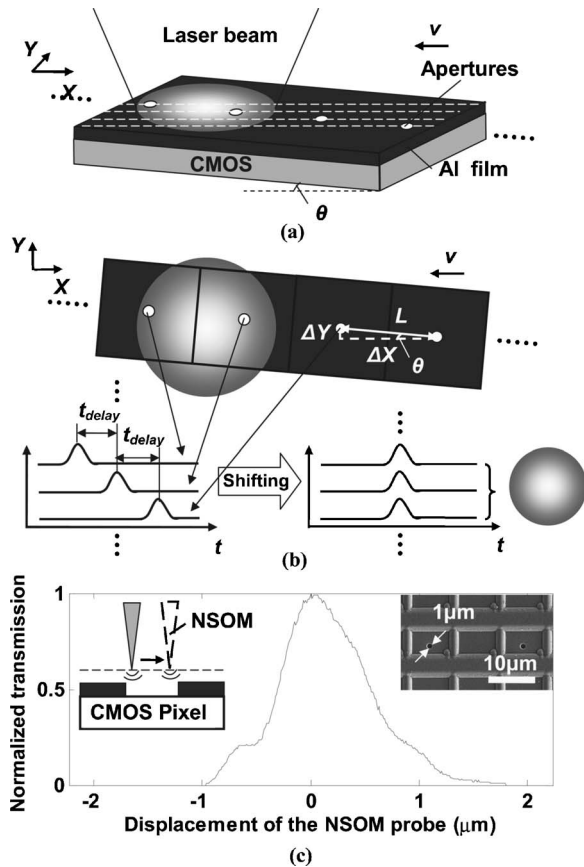 Y
X
Laser beam
v
Apertures
CMOS
Al film
θ
(a)
Y
X
v
L
ΔY
ΔX
θ
t_delay
t_delay
Shifting
t
t
(b)
Normalized transmission
1
0.5
0
NSOM
CMOS Pixel
1μm
10μm
-2
-1
0
1
2
Displacement of the NSOM probe (μm)
(c)